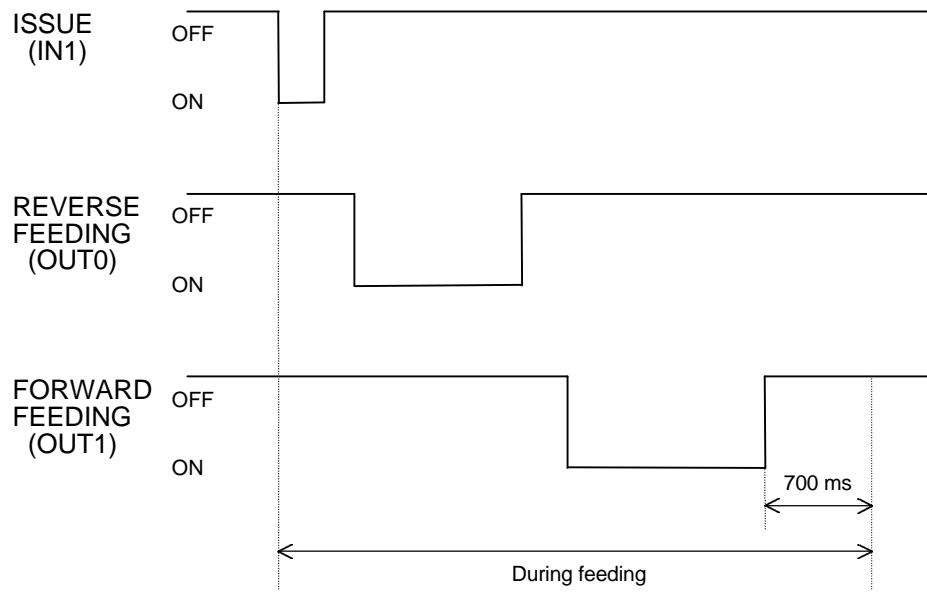 ISSUE
(IN1)
OFF
ON
REVERSE
FEEDING
(OUT0)
OFF
ON
FORWARD
FEEDING
(OUT1)
OFF
ON
700 ms
During feeding